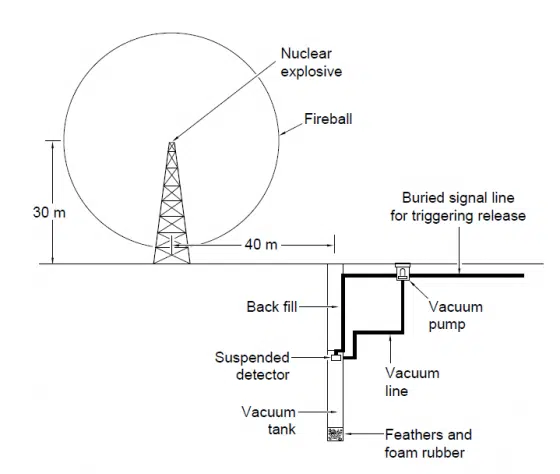 Nuclear
explosive
Fireball
30 m
40 m
Buried signal line
for triggering release
Back fill
Vacuum
pump
Suspended
detector
Vacuum
line
Vacuum
tank
Feathers and
foam rubber